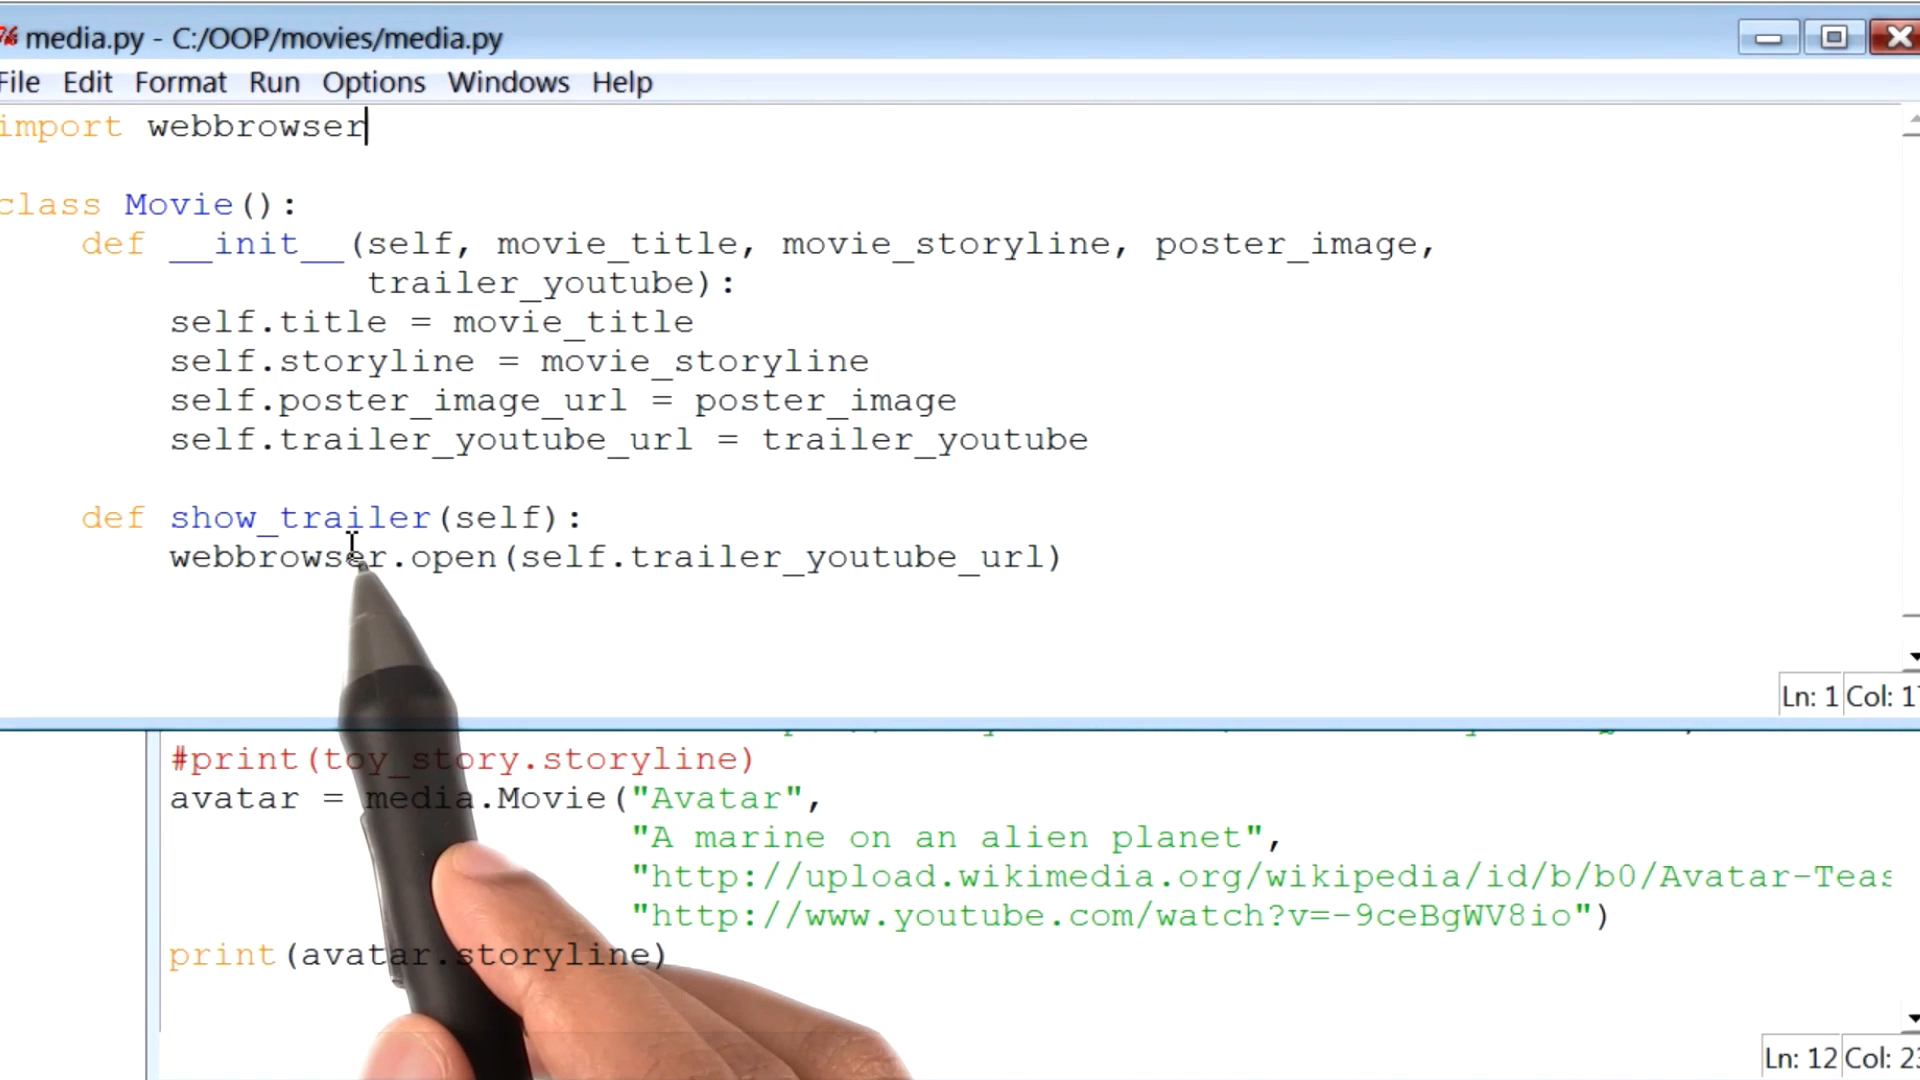 media.py - C:/OOP/movies/media.py
File Edit Format Run Options Windows Help
import webbrowser
class Movie():
def __init__(self, movie_title, movie_storyline, poster_image,
trailer_youtube):
self.title = movie_title
self.storyline = movie_storyline
self.poster_image_url = poster_image
self.trailer_youtube_url = trailer_youtube
def show_trailer(self):
webbrowser.open(self.trailer_youtube_url)
Ln: 1 Col: 1
#print(toy_story.storyline)
avatar = media.Movie("Avatar",
"A marine on an alien planet",
"http://upload.wikimedia.org/wikipedia/id/b/b0/Avatar-Teas
"http://www.youtube.com/watch?v=-9ceBgWV8io")
print(avatar.storyline)
Ln: 12 Col: 23